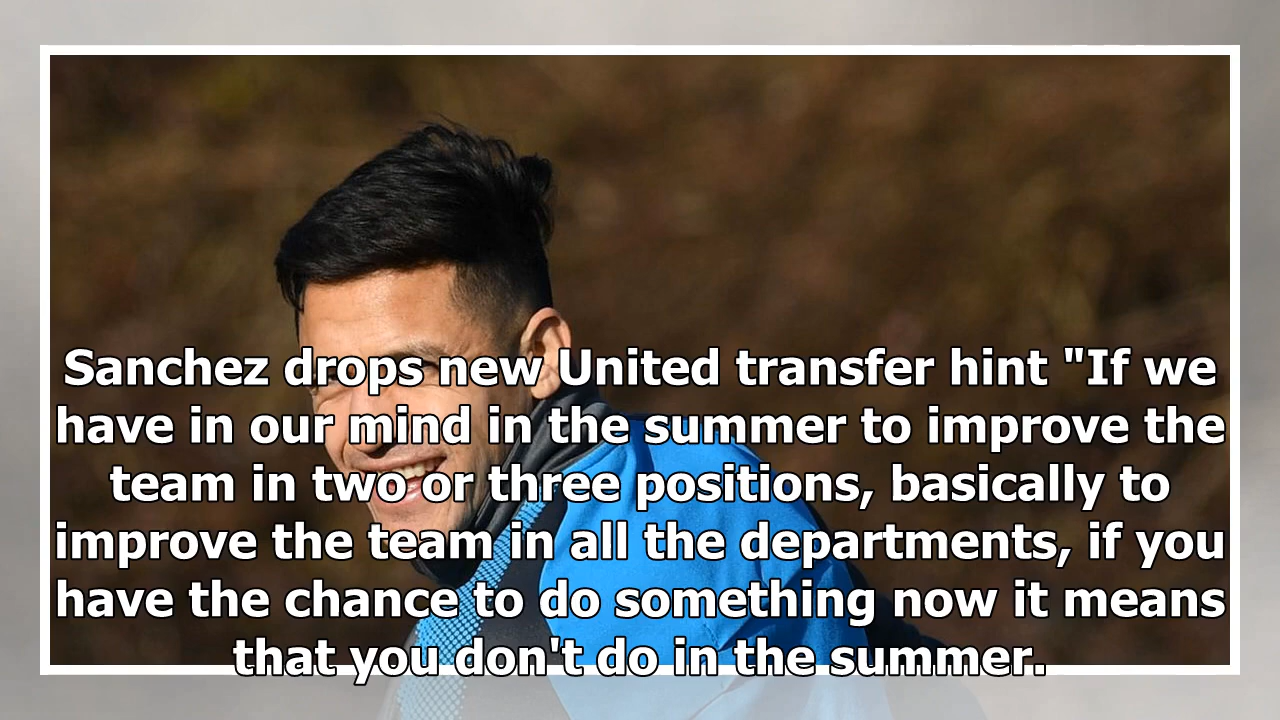 Sanchez drops new United transfer hint "If we
have in our mind in the summer to improve the
team in two or three positions, basically to
improve the team in all the departments, if you
have the chance to do something now it means
that you don't do in the summer.